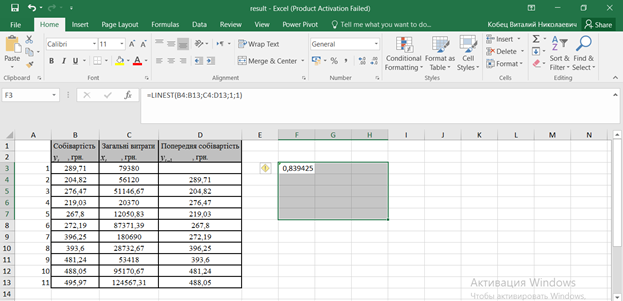 result - Excel (Product Activation Failed)
File Home Insert Page Layout Formulas Data Review View Power Pivot Tell me what you want to do... Кобец Виталий Николаевич Share
Calibri 11 Wrap Text General Insert
Paste B I U Merge & Center % Conditional Formatting Format as Table Cell Styles Delete Format Sort & Filter Find & Select
Clipboard Font Alignment Number Styles Cells Editing
F3 fx =LINEST(B4:B13;C4:D13;1;1)
A B C D E F G H I J K L M N
1 Собівартість Загальні витрати Попередня собівартість
2 yt , грн. xt , грн. yt-1 , грн.
3 1 289,71 79380 0,839425
4 2 204,82 56120 289,71
5 3 276,47 51146,67 204,82
6 4 219,03 20370 276,47
7 5 267,8 12050,83 219,03
8 6 272,19 87371,39 267,8
9 7 396,25 180690 272,19
10 8 393,6 28732,67 396,25
11 9 481,24 53418 393,6
12 10 488,05 95170,67 481,24
13 11 495,97 124567,31 488,05
14
Активация Windows
Чтобы активировать Windows,